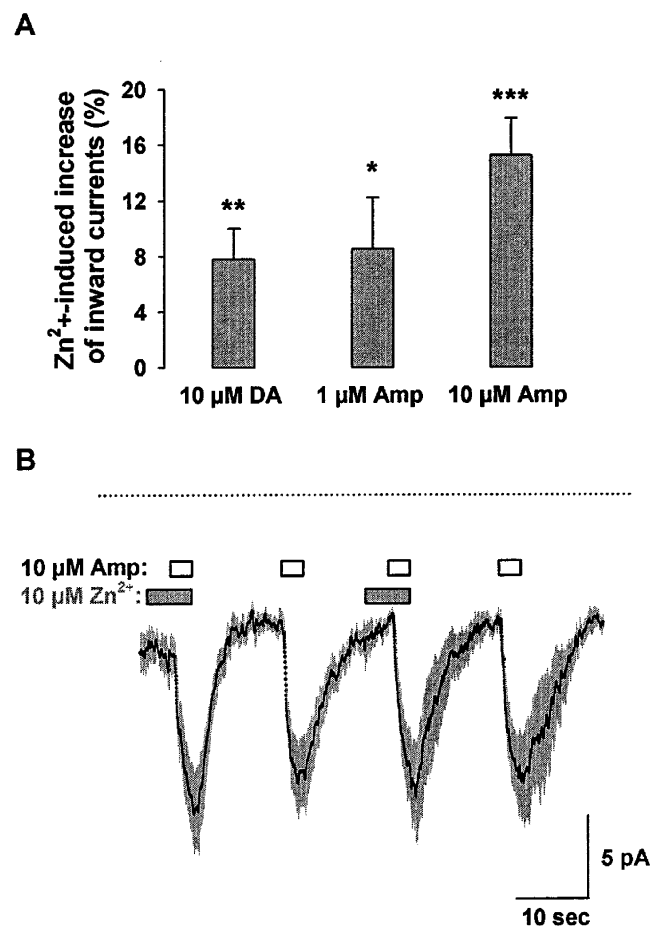 A
Zn2+-induced increase
of inward currents (%)
20
16
12
8
4
0
**
*
***
10 µM DA
1 µM Amp
10 µM Amp
B
10 µM Amp:
10 µM Zn2+:
5 pA
10 sec